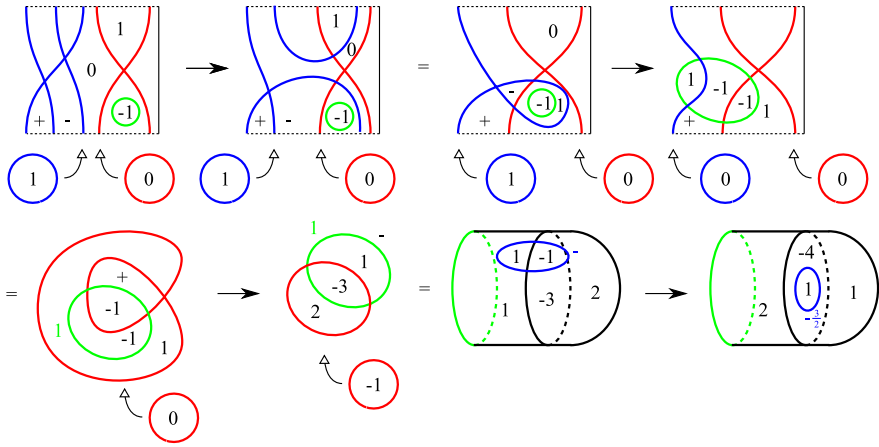 1 0 + - -1
1 0
1 0 + - -1
1 0
=
0 - + -1 1
1 0
1 -1 -1 1 +
0 0
=
+ -1 -1 1 1
0
1 - 1 -3 2
-1
=
1 -1 - 1 -3 2
-4 1 2 1 -3/2